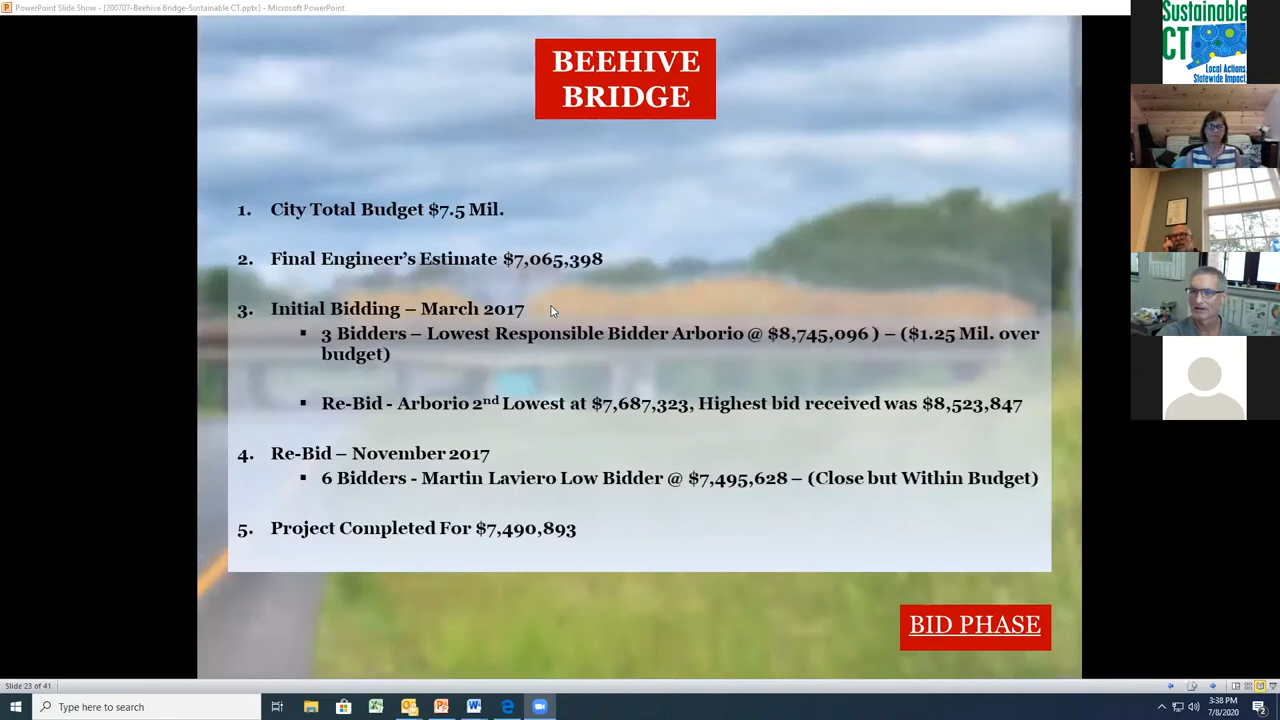 PowerPoint Slide Show - [200707-Beehive Bridge-Sustainable CT.pptx] - Microsoft PowerPoint
Sustainable
CT
Local Actions.
Statewide Impact.
BEEHIVE
BRIDGE
1. City Total Budget $7.5 Mil.
2. Final Engineer's Estimate $7,065,398
3. Initial Bidding – March 2017
▪ 3 Bidders – Lowest Responsible Bidder Arborio @ $8,745,096 ) – ($1.25 Mil. over
budget)
▪ Re-Bid - Arborio 2nd Lowest at $7,687,323, Highest bid received was $8,523,847
4. Re-Bid – November 2017
▪ 6 Bidders - Martin Laviero Low Bidder @ $7,495,628 – (Close but Within Budget)
5. Project Completed For $7,490,893
BID PHASE
Slide 23 of 41
Type here to search
3:38 PM
7/8/2020
2